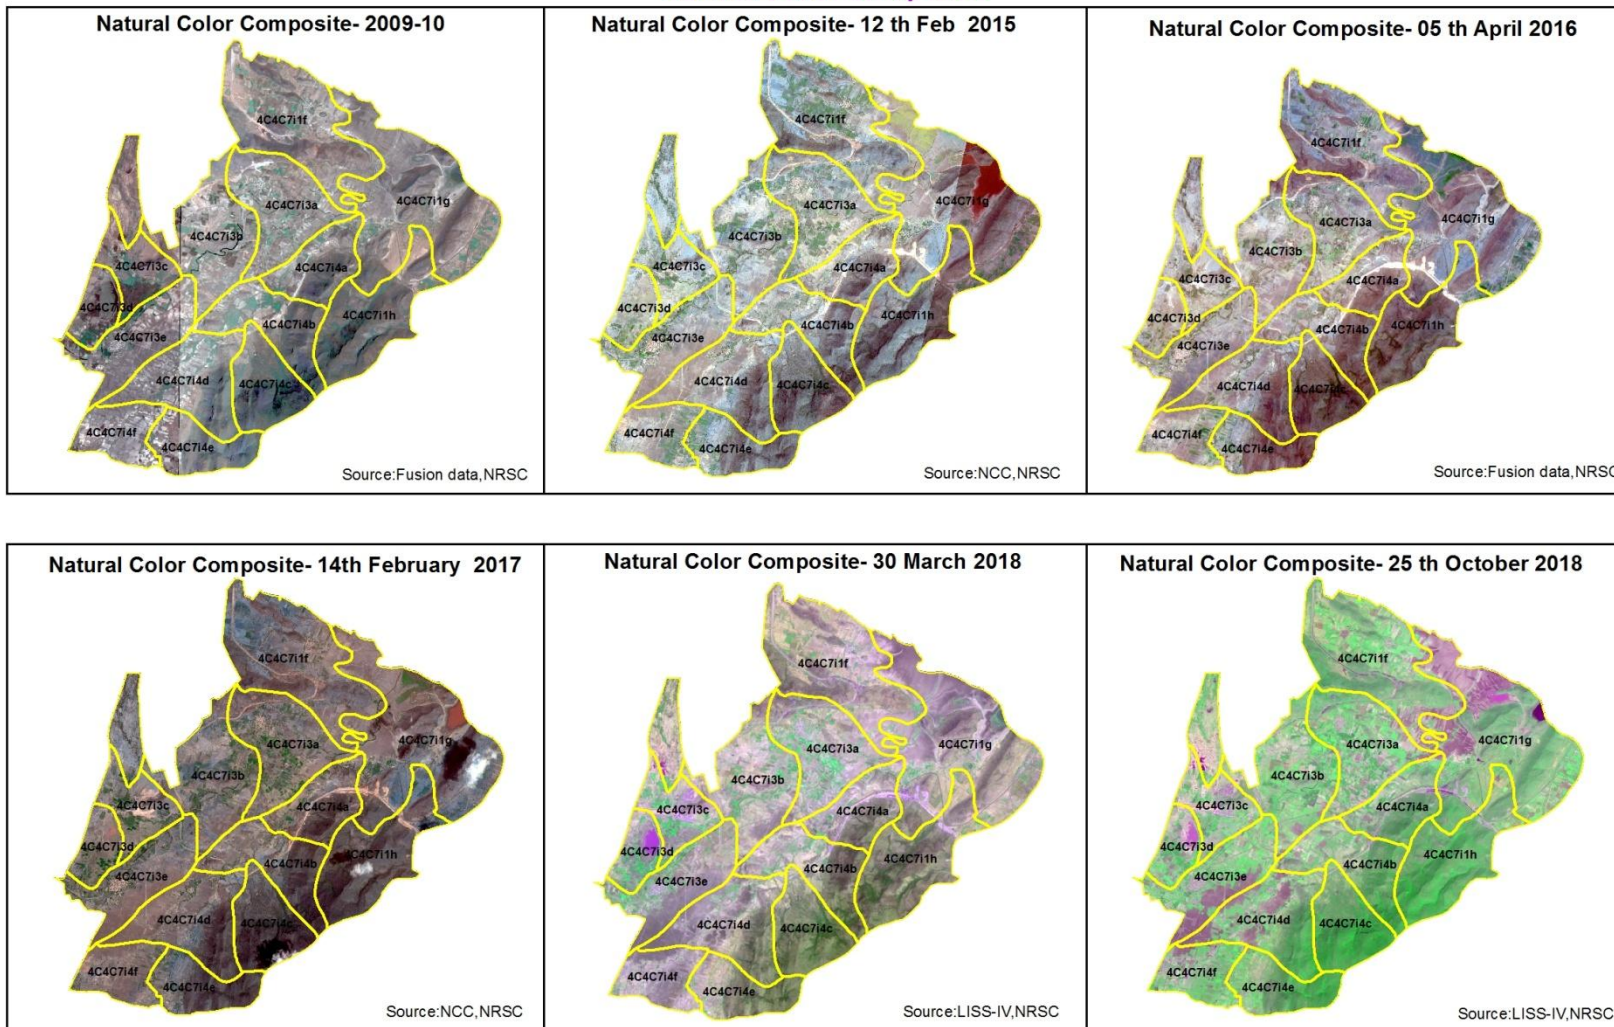 Natural Color Composite- 2009-10
4C4C7i1f
4C4C7i3a
4C4C7i1g
4C4C7i3b
4C4C7i3c
4C4C7i4a
4C4C7i3d
4C4C7i4b
4C4C7i1h
4C4C7i3e
4C4C7i4d
4C4C7i4c
4C4C7i4f
4C4C7i4e
Source:Fusion data,NRSC
Natural Color Composite- 12 th Feb 2015
4C4C7i1f
4C4C7i1g
4C4C7i3a
4C4C7i3b
4C4C7i3c
4C4C7i4a
4C4C7i3d
4C4C7i1h
4C4C7i4b
4C4C7i3e
4C4C7i4d
4C4C7i4c
4C4C7i4f
4C4C7i4e
Source:NCC,NRSC
Natural Color Composite- 05 th April 2016
4C4C7i1f
4C4C7i1g
4C4C7i3a
4C4C7i3b
4C4C7i3c
4C4C7i4a
4C4C7i3d
4C4C7i4b
4C4C7i1h
4C4C7i3e
4C4C7i4d
4C4C7i4c
4C4C7i4f
4C4C7i4e
Source:Fusion data,NRSC
Natural Color Composite- 14th February 2017
4C4C7i1f
4C4C7i1g
4C4C7i3a
4C4C7i3b
4C4C7i3c
4C4C7i4a
4C4C7i3d
4C4C7i4b
4C4C7i1h
4C4C7i3e
4C4C7i4d
4C4C7i4c
4C4C7i4f
4C4C7i4e
Source:NCC,NRSC
Natural Color Composite- 30 March 2018
4C4C7i1f
4C4C7i1g
4C4C7i3a
4C4C7i3b
4C4C7i3c
4C4C7i4a
4C4C7i3d
4C4C7i1h
4C4C7i4b
4C4C7i3e
4C4C7i4d
4C4C7i4c
4C4C7i4f
4C4C7i4e
Source:LISS-IV,NRSC
Natural Color Composite- 25 th October 2018
4C4C7i1f
4C4C7i1g
4C4C7i3a
4C4C7i3b
4C4C7i3c
4C4C7i4a
4C4C7i3d
4C4C7i1h
4C4C7i4b
4C4C7i3e
4C4C7i4d
4C4C7i4c
4C4C7i4f
4C4C7i4e
Source:LISS-IV,NRSC